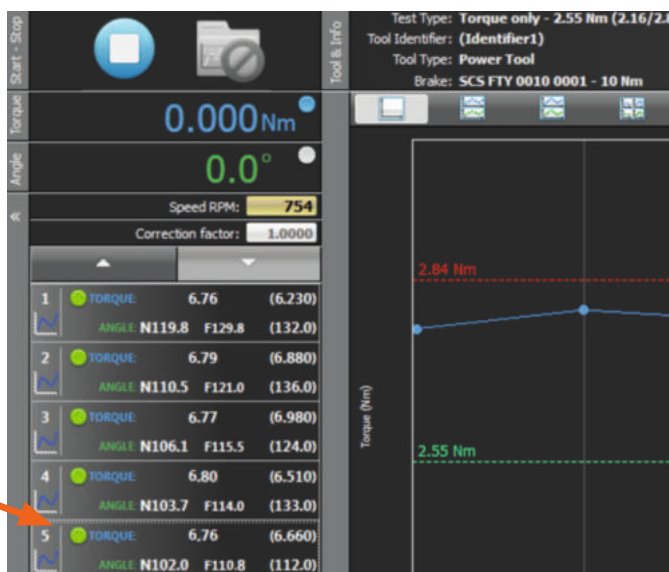 Start - Stop
Tool & Info
Test Type: Torque only - 2.55 Nm (2.16/2.
Tool Identifier: (Identifier1)
Tool Type: Power Tool
Brake: SCS FTY 0010 0001 - 10 Nm
Torque
0.000 Nm
Angle
0.0°
«
Speed RPM: 754
Correction factor: 1.0000
1 TORQUE: 6.76 (6.230)
ANGLE: N119.8 F129.8 (132.0)
2 TORQUE: 6.79 (6.880)
ANGLE: N110.5 F121.0 (136.0)
3 TORQUE: 6.77 (6.980)
ANGLE: N106.1 F115.5 (124.0)
4 TORQUE: 6.80 (6.510)
ANGLE: N103.7 F114.0 (133.0)
5 TORQUE: 6.76 (6.660)
ANGLE: N102.0 F110.8 (112.0)
2.84 Nm
Torque (Nm)
2.55 Nm